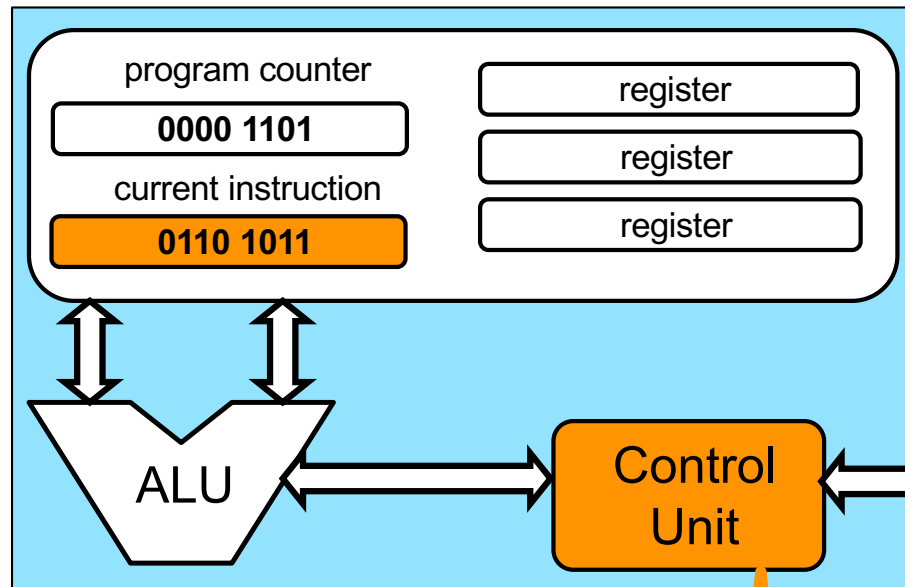 program counter
0000 1101
current instruction
0110 1011
register
register
register
ALU
Control
Unit